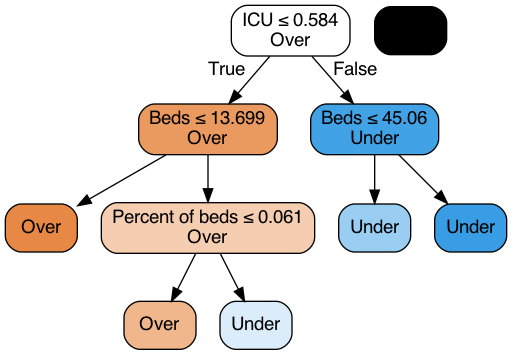 ICU ≤ 0.584
Over
True
False
Beds ≤ 13.699
Over
Beds ≤ 45.06
Under
Over
Percent of beds ≤ 0.061
Over
Under
Under
Over
Under